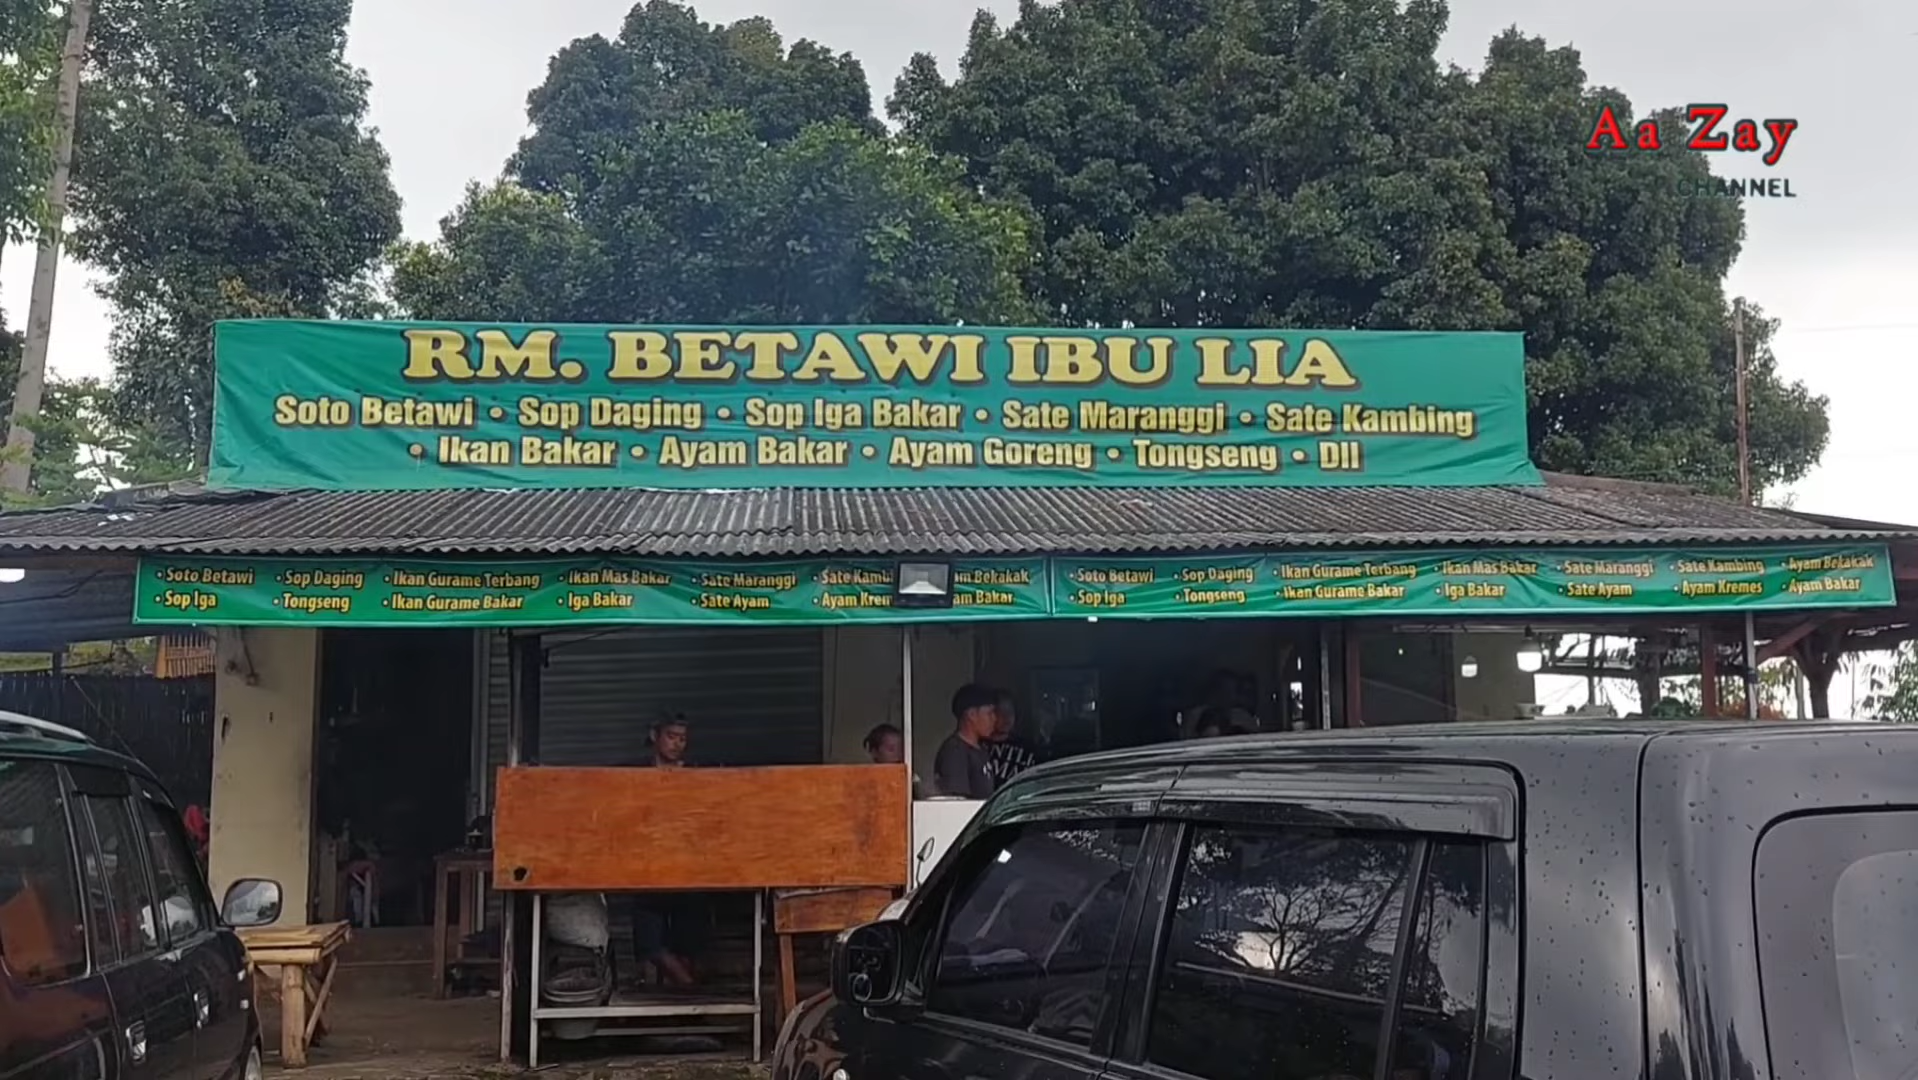 Aa Zay
CHANNEL
RM. BETAWI IBU LIA
Soto Betawi • Sop Daging • Sop Iga Bakar • Sate Maranggi • Sate Kambing
• Ikan Bakar • Ayam Bakar • Ayam Goreng • Tongseng • Dll
• Soto Betawi • Sop Daging • Ikan Gurame Terbang • Ikan Mas Bakar • Sate Maranggi • Sate Bekakak
• Sop Iga • Tongseng • Ikan Gurame Bakar • Iga Bakar • Sate Ayam • Ayam Bakar
• Soto Betawi • Sop Daging • Ikan Gurame Terbang • Ikan Mas Bakar • Sate Maranggi • Sate Kambing • Ayam Bekakak
• Sop Iga • Tongseng • Ikan Gurame Bakar • Iga Bakar • Sate Ayam • Ayam Kremes • Ayam Bakar